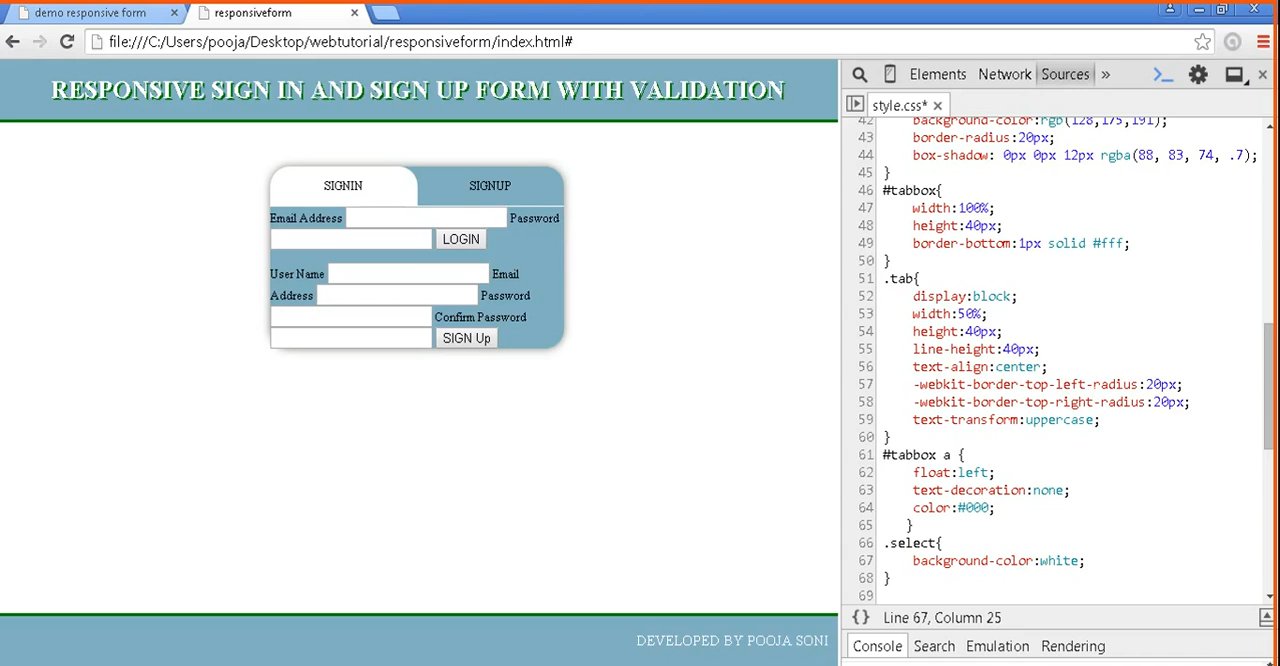 demo responsive form × responsiveform ×
file:///C:/Users/pooja/Desktop/webtutorial/responsiveform/index.html#
RESPONSIVE SIGN IN AND SIGN UP FORM WITH VALIDATION
SIGNIN SIGNUP
Email Address Password
LOGIN
User Name Email
Address Password
Confirm Password
SIGN Up
DEVELOPED BY POOJA SONI
Elements Network Sources »
style.css* ×
42 background-color:rgb(128,175,191);
43 border-radius:20px;
44 box-shadow: 0px 0px 12px rgba(88, 83, 74, .7);
45 }
46 #tabbox{
47 width:100%;
48 height:40px;
49 border-bottom:1px solid #fff;
50 }
51 .tab{
52 display:block;
53 width:50%;
54 height:40px;
55 line-height:40px;
56 text-align:center;
57 -webkit-border-top-left-radius:20px;
58 -webkit-border-top-right-radius:20px;
59 text-transform:uppercase;
60 }
61 #tabbox a {
62 float:left;
63 text-decoration:none;
64 color:#000;
65 }
66 .select{
67 background-color:white;
68 }
69
{} Line 67, Column 25
Console Search Emulation Rendering